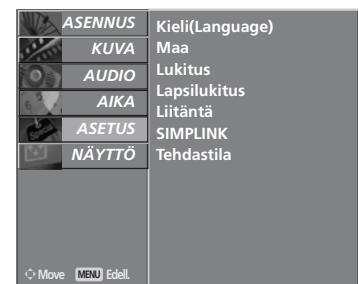 ASENNUS
KUVA
AUDIO
AIKA
ASETUS
NÄYTTÖ
Kieli(Language)
Maa
Lukitus
Lapsilukitus
Liitäntä
SIMPLINK
Tehdastila
Move MENU Edell.